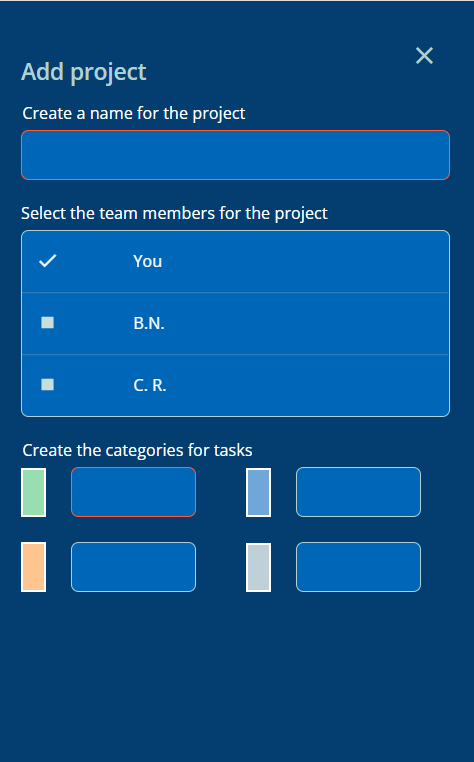 Add project
Create a name for the project
Select the team members for the project
You
B.N.
C. R.
Create the categories for tasks